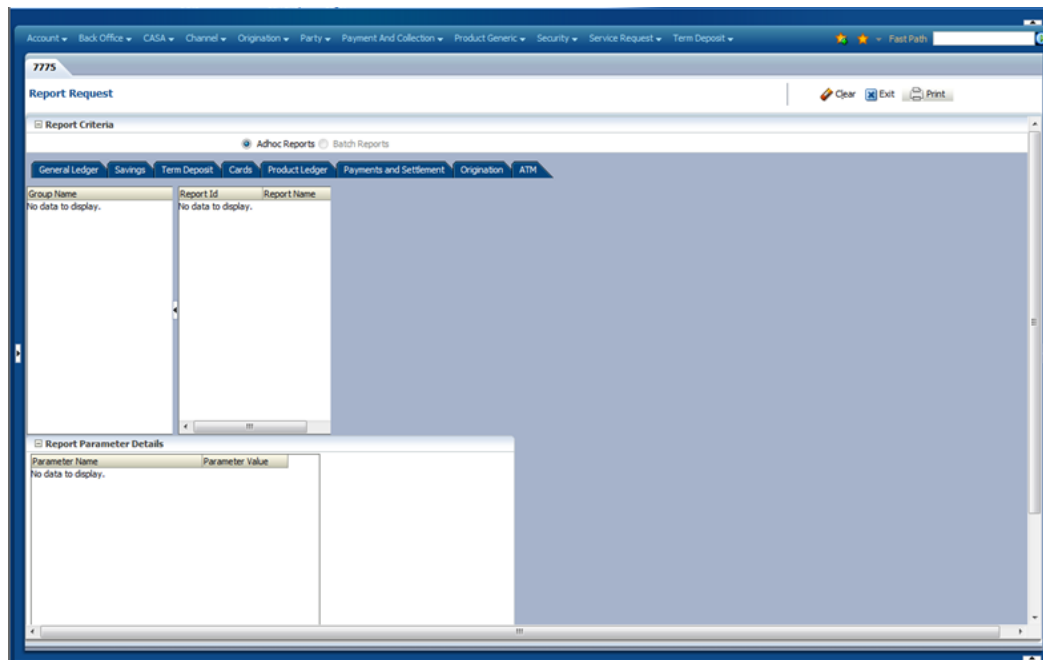 Account Back Office CASA Channel Origination Party Payment And Collection Product Generic Security Service Request Term Deposit Fast Path
7775
Report Request Clear Exit Print
Report Criteria
Adhoc Reports Batch Reports
General Ledger Savings Term Deposit Cards Product Ledger Payments and Settlement Origination ATM
Group Name Report Id Report Name
No data to display. No data to display.
Report Parameter Details
Parameter Name Parameter Value
No data to display.